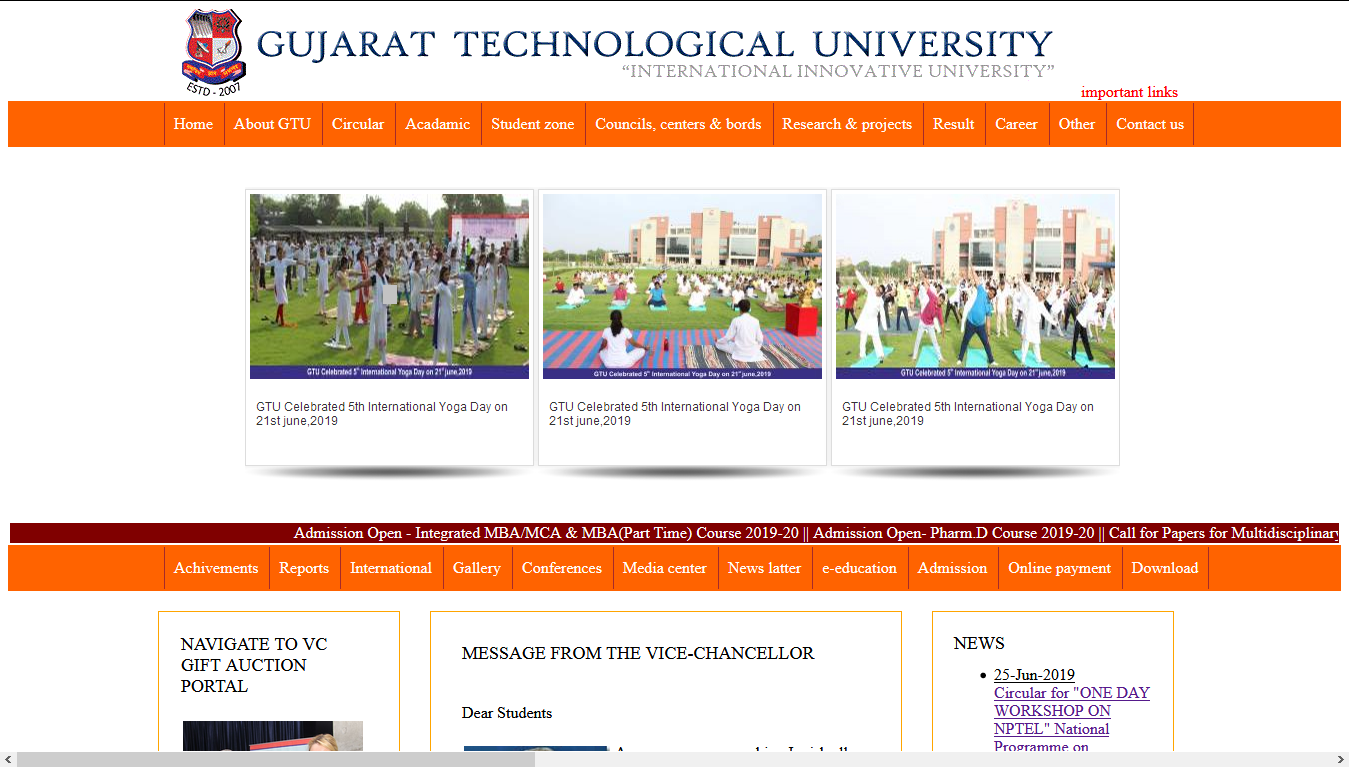 GUJARAT TECHNOLOGICAL UNIVERSITY
“INTERNATIONAL INNOVATIVE UNIVERSITY”
ESTD - 2007
important links
Home About GTU Circular Acadamic Student zone Councils, centers & bords Research & projects Result Career Other Contact us
GTU Celebrated 5th International Yoga Day on 21st june,2019
GTU Celebrated 5th International Yoga Day on 21st june,2019
GTU Celebrated 5th International Yoga Day on 21st june,2019
GTU Celebrated 5th International Yoga Day on
21st june,2019
GTU Celebrated 5th International Yoga Day on
21st june,2019
GTU Celebrated 5th International Yoga Day on
21st june,2019
Admission Open - Integrated MBA/MCA & MBA(Part Time) Course 2019-20 || Admission Open- Pharm.D Course 2019-20 || Call for Papers for Multidisciplinary
Achivements Reports International Gallery Conferences Media center News latter e-education Admission Online payment Download
NAVIGATE TO VC
GIFT AUCTION
PORTAL
MESSAGE FROM THE VICE-CHANCELLOR
Dear Students
NEWS
25-Jun-2019
Circular for "ONE DAY
WORKSHOP ON
NPTEL" National
Programme on